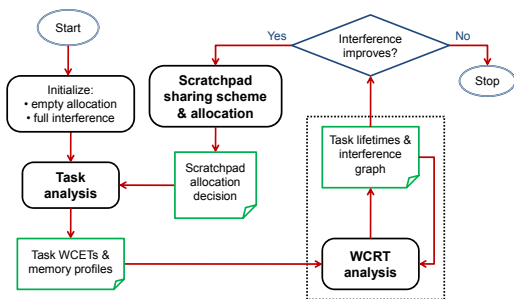 Start
Initialize:
• empty allocation
• full interference
Task
analysis
Task WCETs &
memory profiles
Yes
Scratchpad
sharing scheme
& allocation
Scratchpad
allocation
decision
Interference
improves?
No
Stop
Task lifetimes &
interference
graph
WCRT
analysis